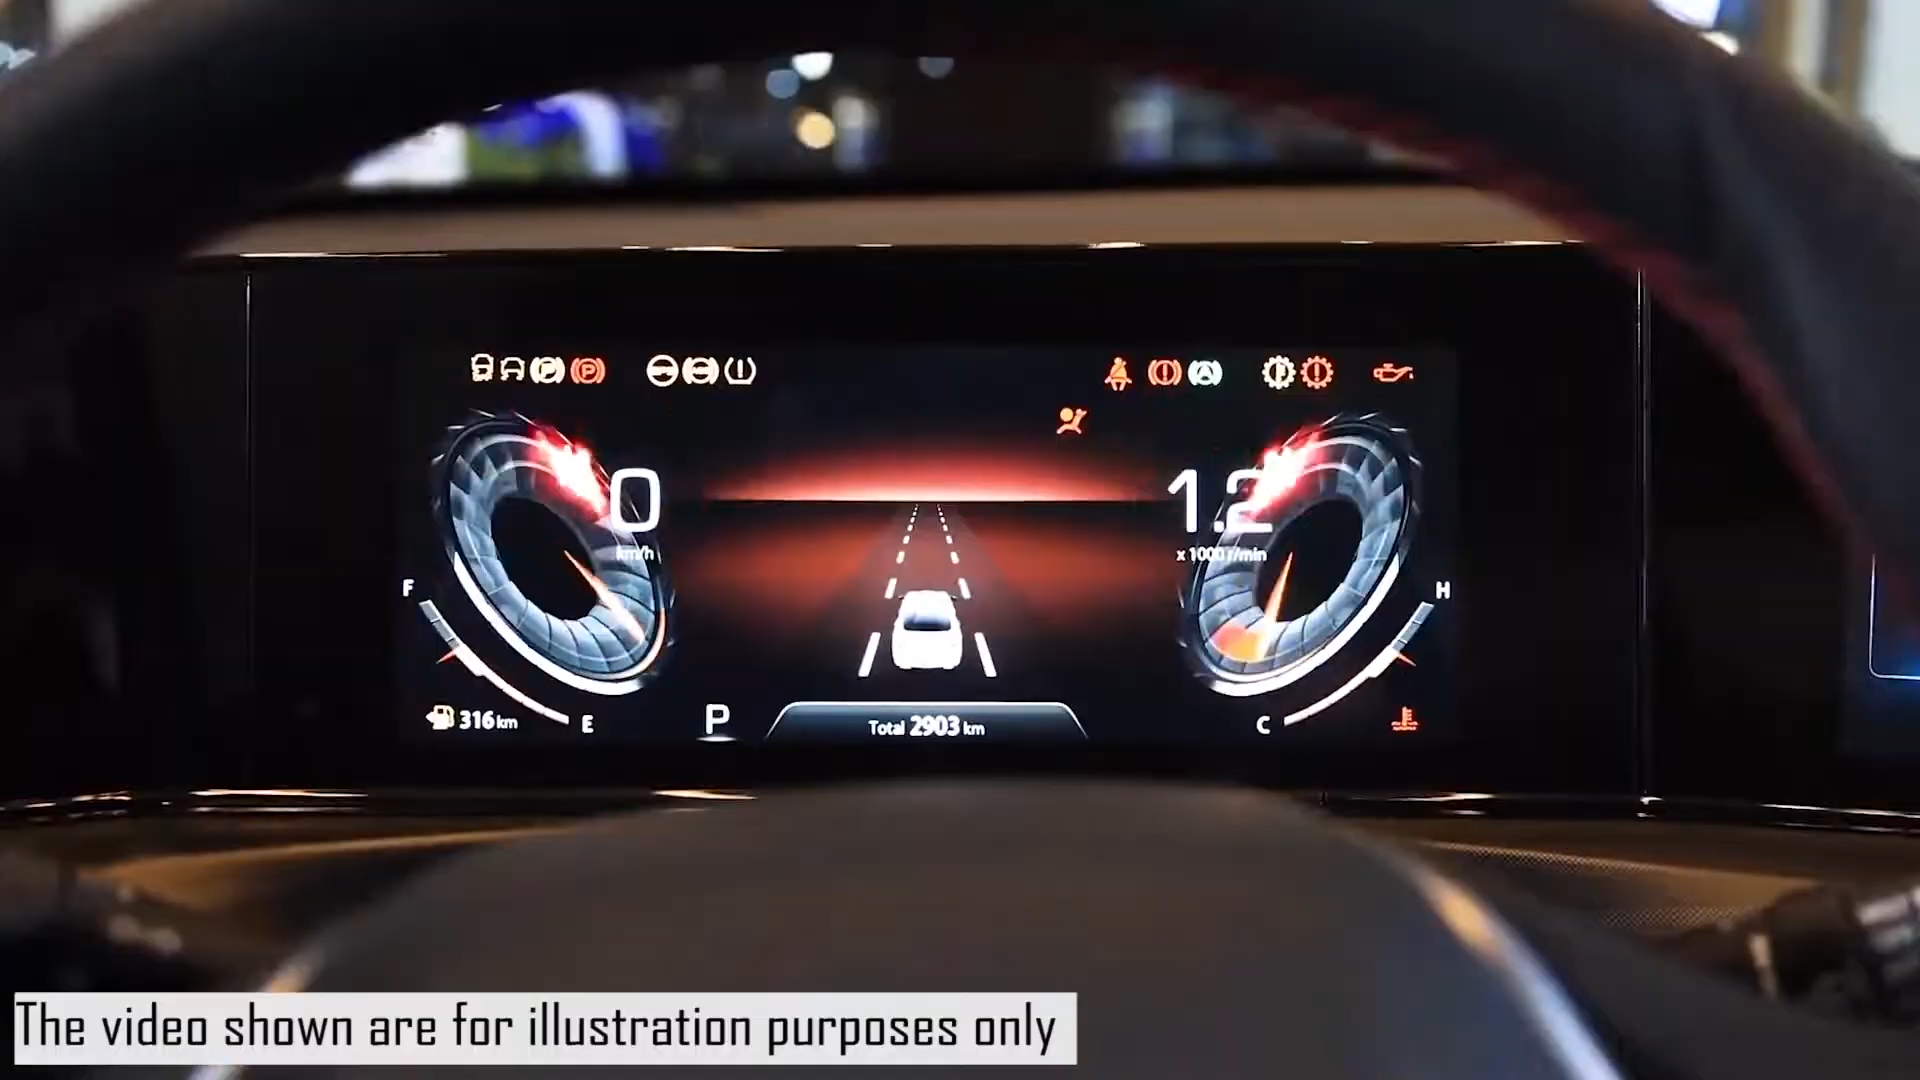 0
km/h
1.2
x 1000 r/min
F
H
316 km
E
P
Total 2903 km
C
The video shown are for illustration purposes only